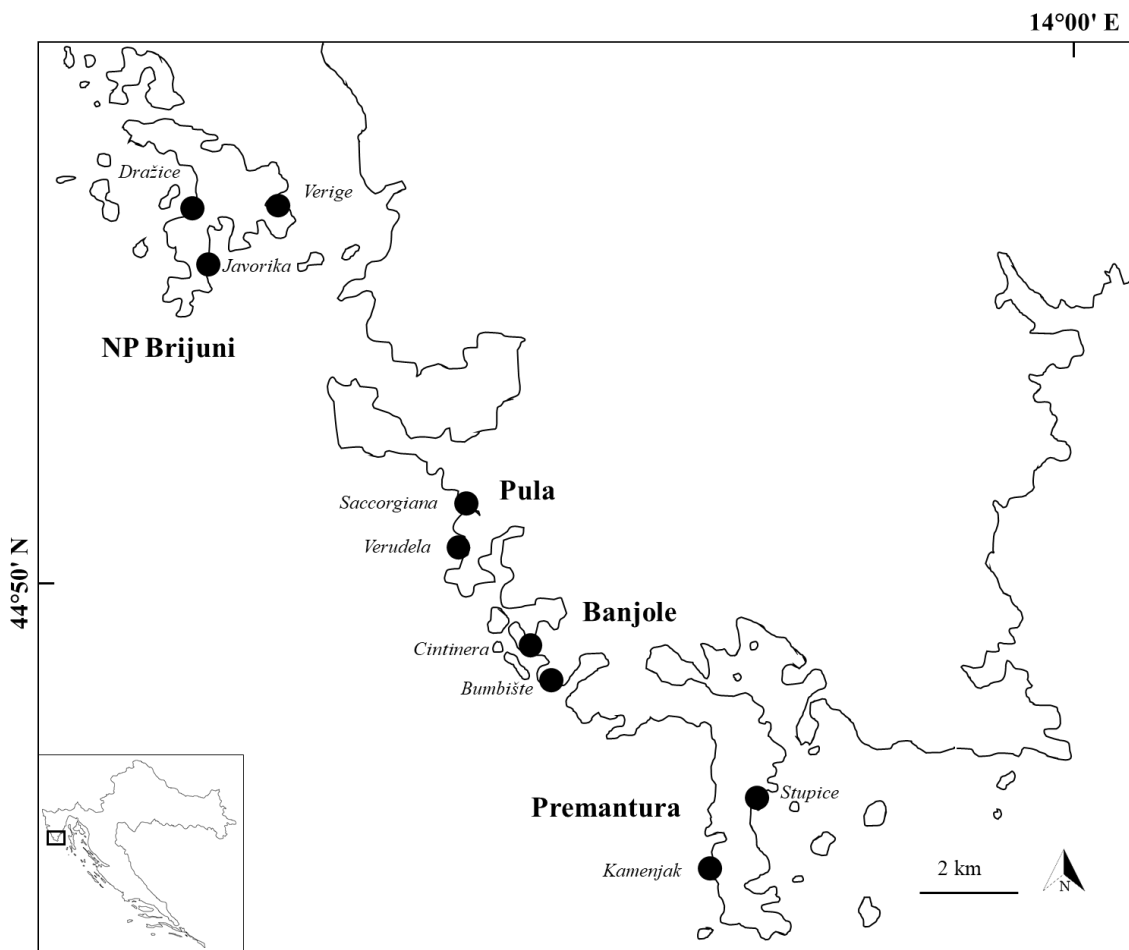 14°00' E
Dražice
Verige
Javorika
NP Brijuni
Saccorgiana
Pula
Verudela
44°50' N
Banjole
Cintinera
Bumbište
Stupice
Premantura
Kamenjak
2 km
N